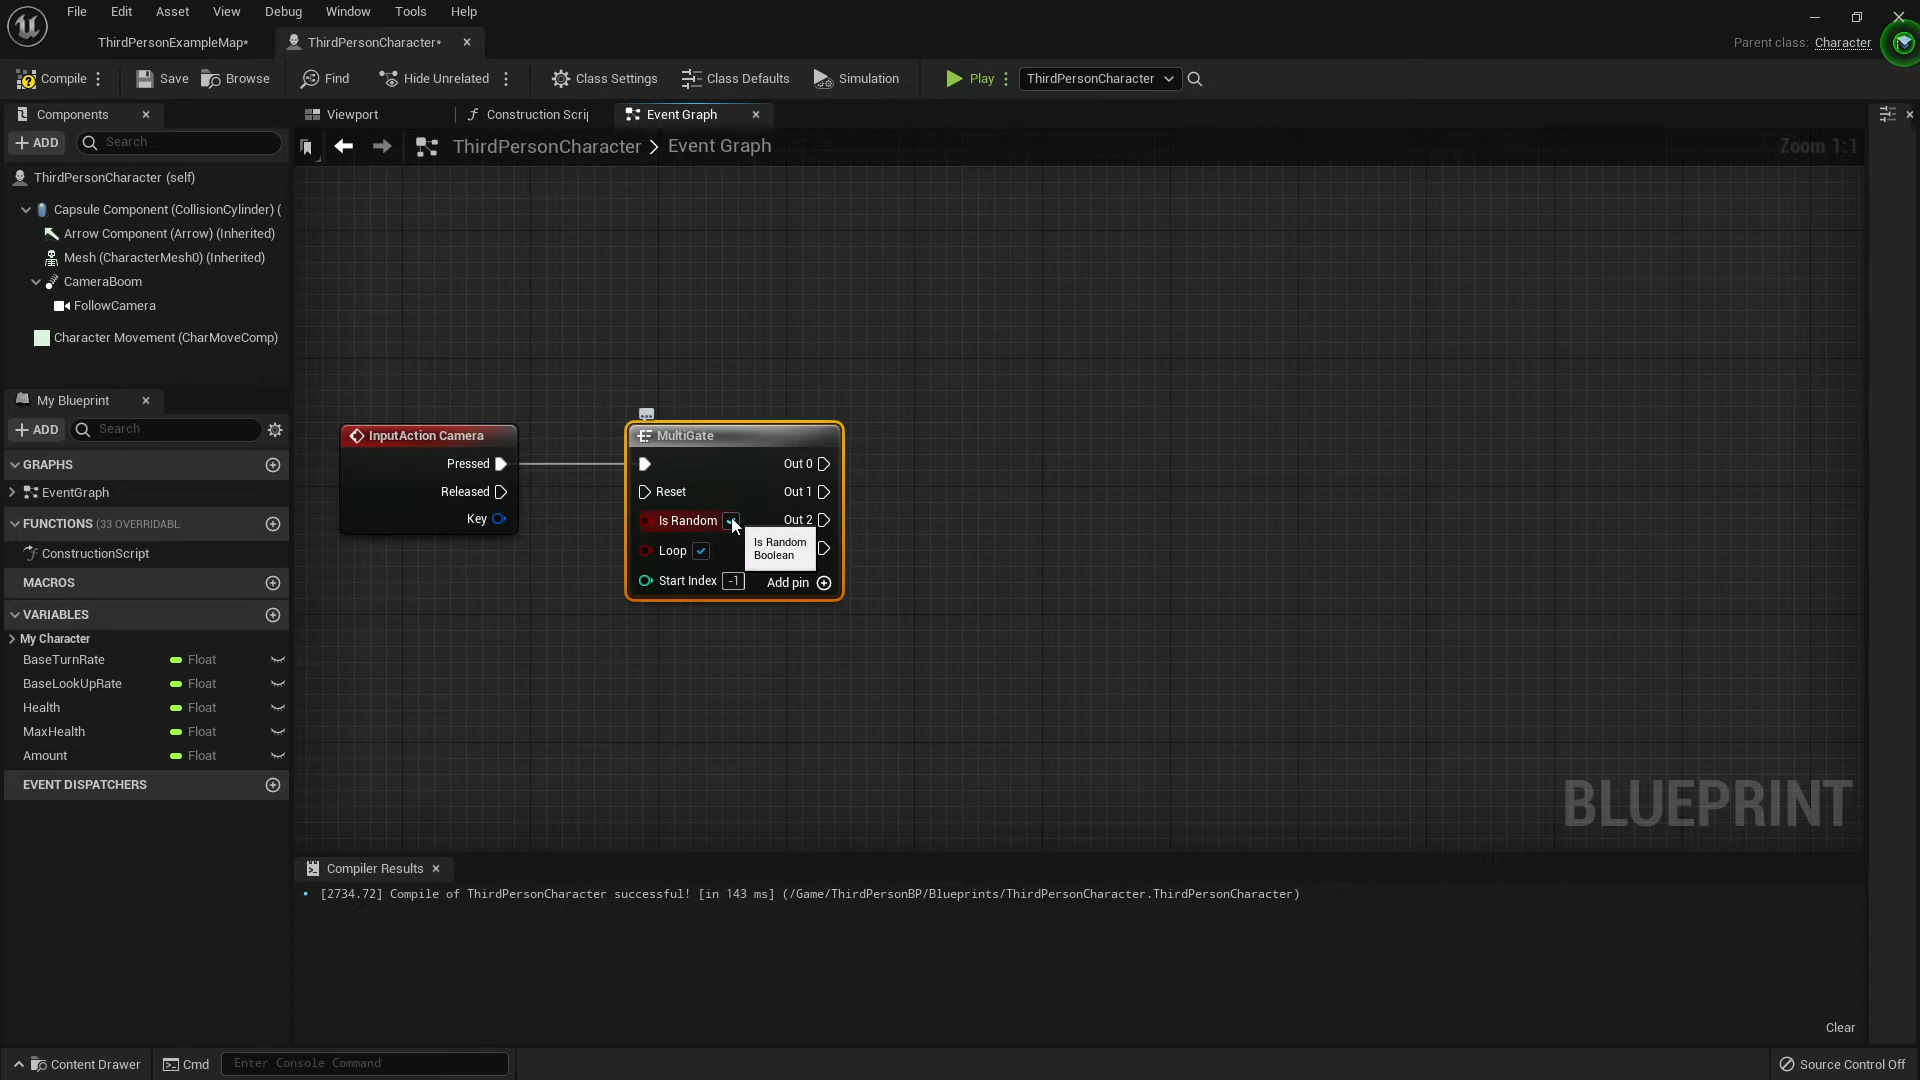 File Edit Asset View Debug Window Tools Help
ThirdPersonExampleMap* ThirdPersonCharacter*
Parent class: Character
Compile Save Browse Find Hide Unrelated Class Settings Class Defaults Simulation Play ThirdPersonCharacter
Components
Viewport Construction Scri Event Graph
ADD Search
ThirdPersonCharacter > Event Graph
Zoom 1:1
ThirdPersonCharacter (self)
Capsule Component (CollisionCylinder) (
Arrow Component (Arrow) (Inherited)
Mesh (CharacterMesh0) (Inherited)
CameraBoom
FollowCamera
Character Movement (CharMoveComp)
My Blueprint
ADD Search
GRAPHS
EventGraph
FUNCTIONS (33 OVERRIDABL
ConstructionScript
MACROS
VARIABLES
My Character
BaseTurnRate Float
BaseLookUpRate Float
Health Float
MaxHealth Float
Amount Float
EVENT DISPATCHERS
InputAction Camera
Pressed
Released
Key
MultiGate
Out 0
Reset Out 1
Is Random Out 2
Is Random
Boolean
Loop
Start Index -1 Add pin
BLUEPRINT
Compiler Results
[2734.72] Compile of ThirdPersonCharacter successful! [in 143 ms] (/Game/ThirdPersonBP/Blueprints/ThirdPersonCharacter.ThirdPersonCharacter)
Clear
Content Drawer Cmd Enter Console Command Source Control Off